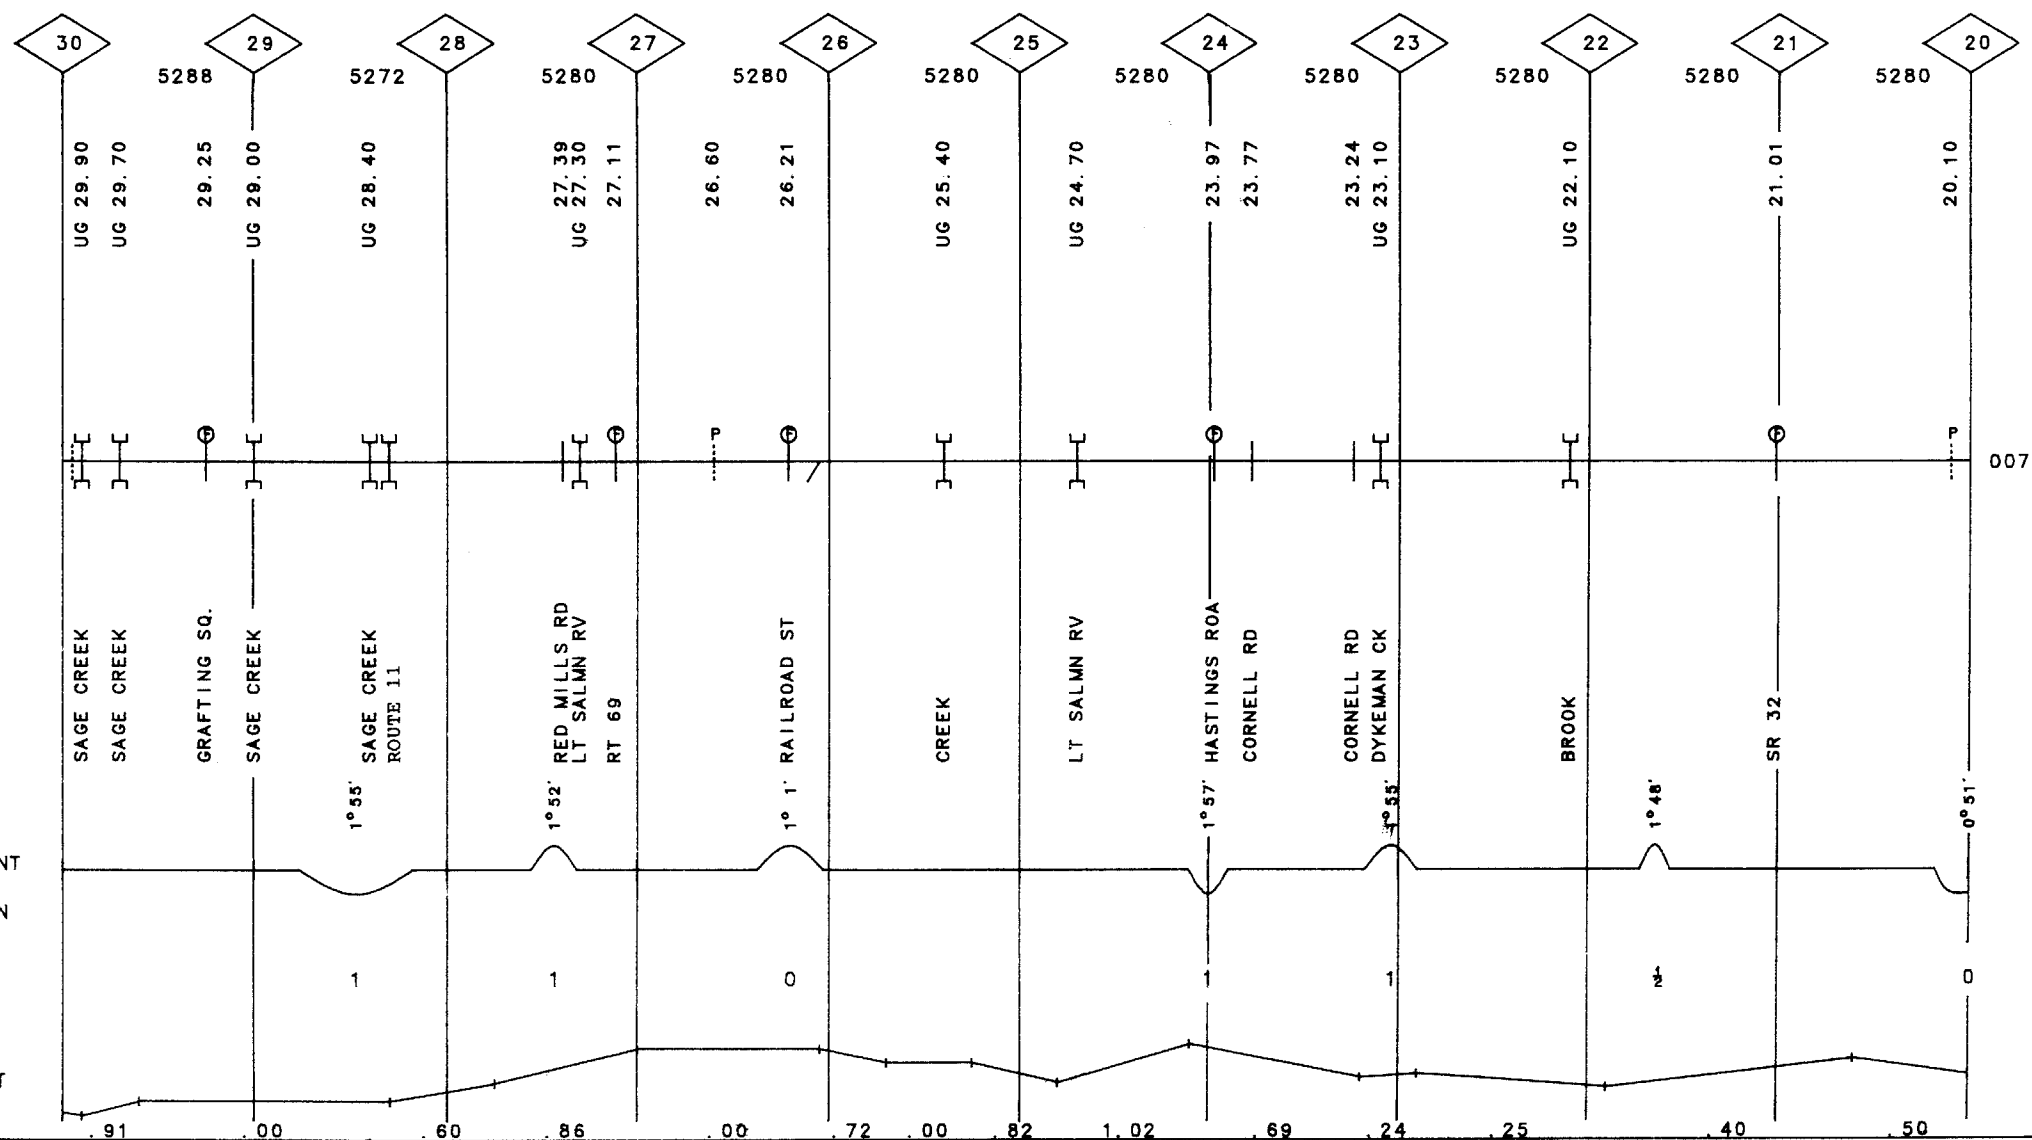 30 29 28 27 26 25 24 23 22 21 20
5288 5272 5280 5280 5280 5280 5280 5280 5280 5280
UG 29.90
UG 29.70
29.25
UG 29.00
UG 28.40
27.39
UG 27.30
27.11
26.60
26.21
UG 25.40
UG 24.70
23.97
23.77
23.24
UG 23.10
UG 22.10
21.01
20.10
P P
007
SAGE CREEK
SAGE CREEK
GRAFTING SQ.
SAGE CREEK
SAGE CREEK
ROUTE 11
RED MILLS RD
LT SALMN RV
RT 69
RAILROAD ST
CREEK
LT SALMN RV
HASTINGS ROA
CORNELL RD
CORNELL RD
DYKEMAN CK
BROOK
SR 32
1°55'
1°52'
1° 1'
1°57'
1°55'
1°48'
0°51'
NT
N
1 1 0 1 1 ½ 0
T
.91 .00 .60 .86 .00 .72 .00 .82 1.02 .69 .24 .25 .40 .50